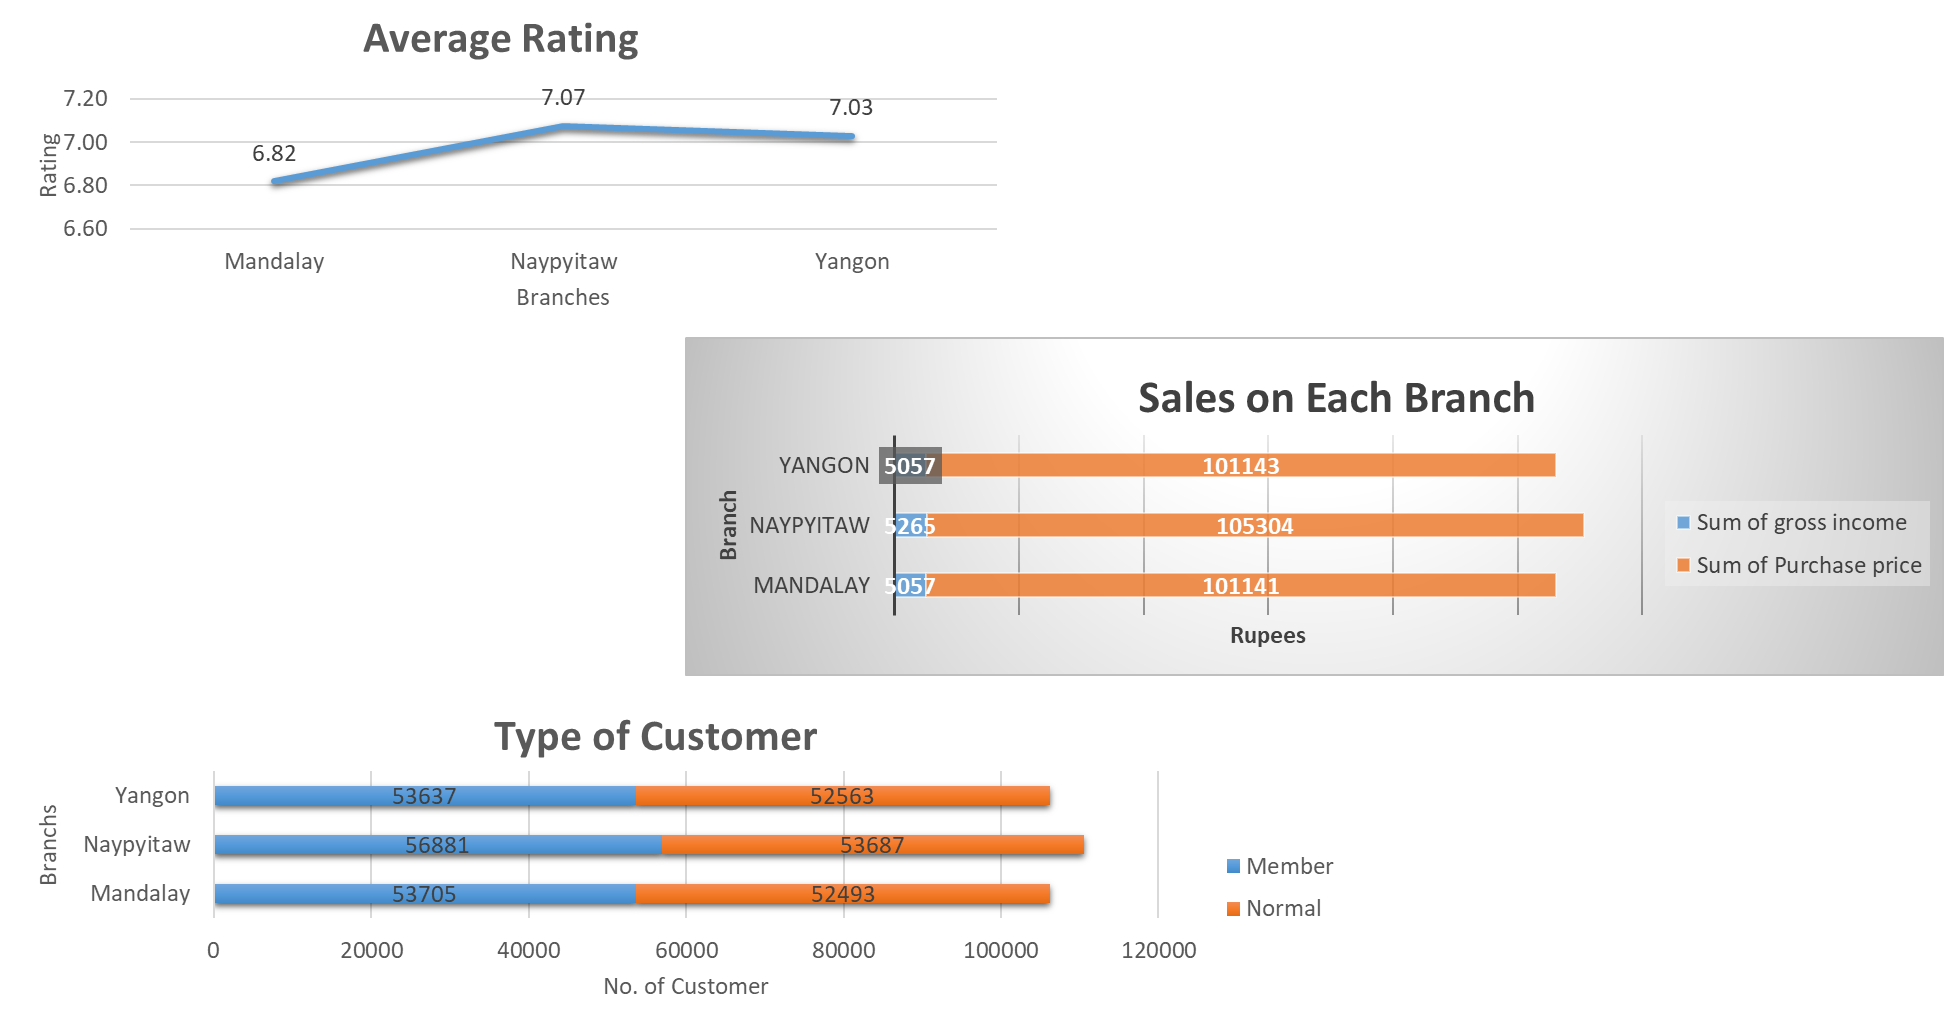 Average Rating
7.20
7.00
6.80
6.60
Rating
6.82
7.07
7.03
Mandalay Naypyitaw Yangon
Branches
Sales on Each Branch
Branch
YANGON 5057 101143
NAYPYITAW 5265 105304
MANDALAY 5057 101141
Rupees
Sum of gross income
Sum of Purchase price
Type of Customer
Branchs
Yangon 53637 52563
Naypyitaw 56881 53687
Mandalay 53705 52493
0 20000 40000 60000 80000 100000 120000
No. of Customer
Member
Normal